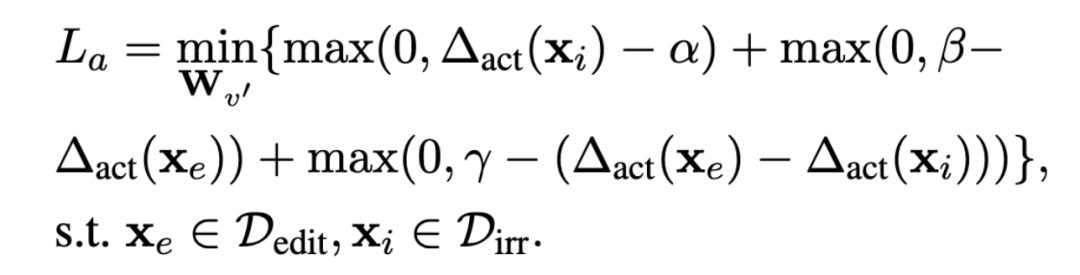 L_a = min_{W_{v'}}{max(0, Δ_act(x_i) − α) + max(0, β−
Δ_act(x_e)) + max(0, γ − (Δ_act(x_e) − Δ_act(x_i)))},
s.t. x_e ∈ D_edit, x_i ∈ D_irr.